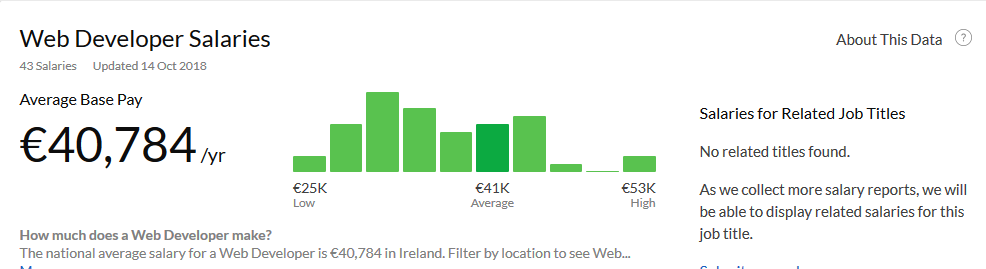 Web Developer Salaries
About This Data ?
43 Salaries Updated 14 Oct 2018
Average Base Pay
€40,784 /yr
€25K €41K €53K
Low Average High
Salaries for Related Job Titles
No related titles found.
As we collect more salary reports, we will
be able to display related salaries for this
job title.
How much does a Web Developer make?
The national average salary for a Web Developer is €40,784 in Ireland. Filter by location to see Web...